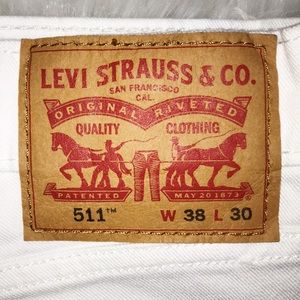 LEVI STRAUSS & CO.
SAN FRANCISCO
CAL.
ORIGINAL RIVETED
QUALITY CLOTHING
PATENTED MAY 20 1873
511™ W 38 L 30